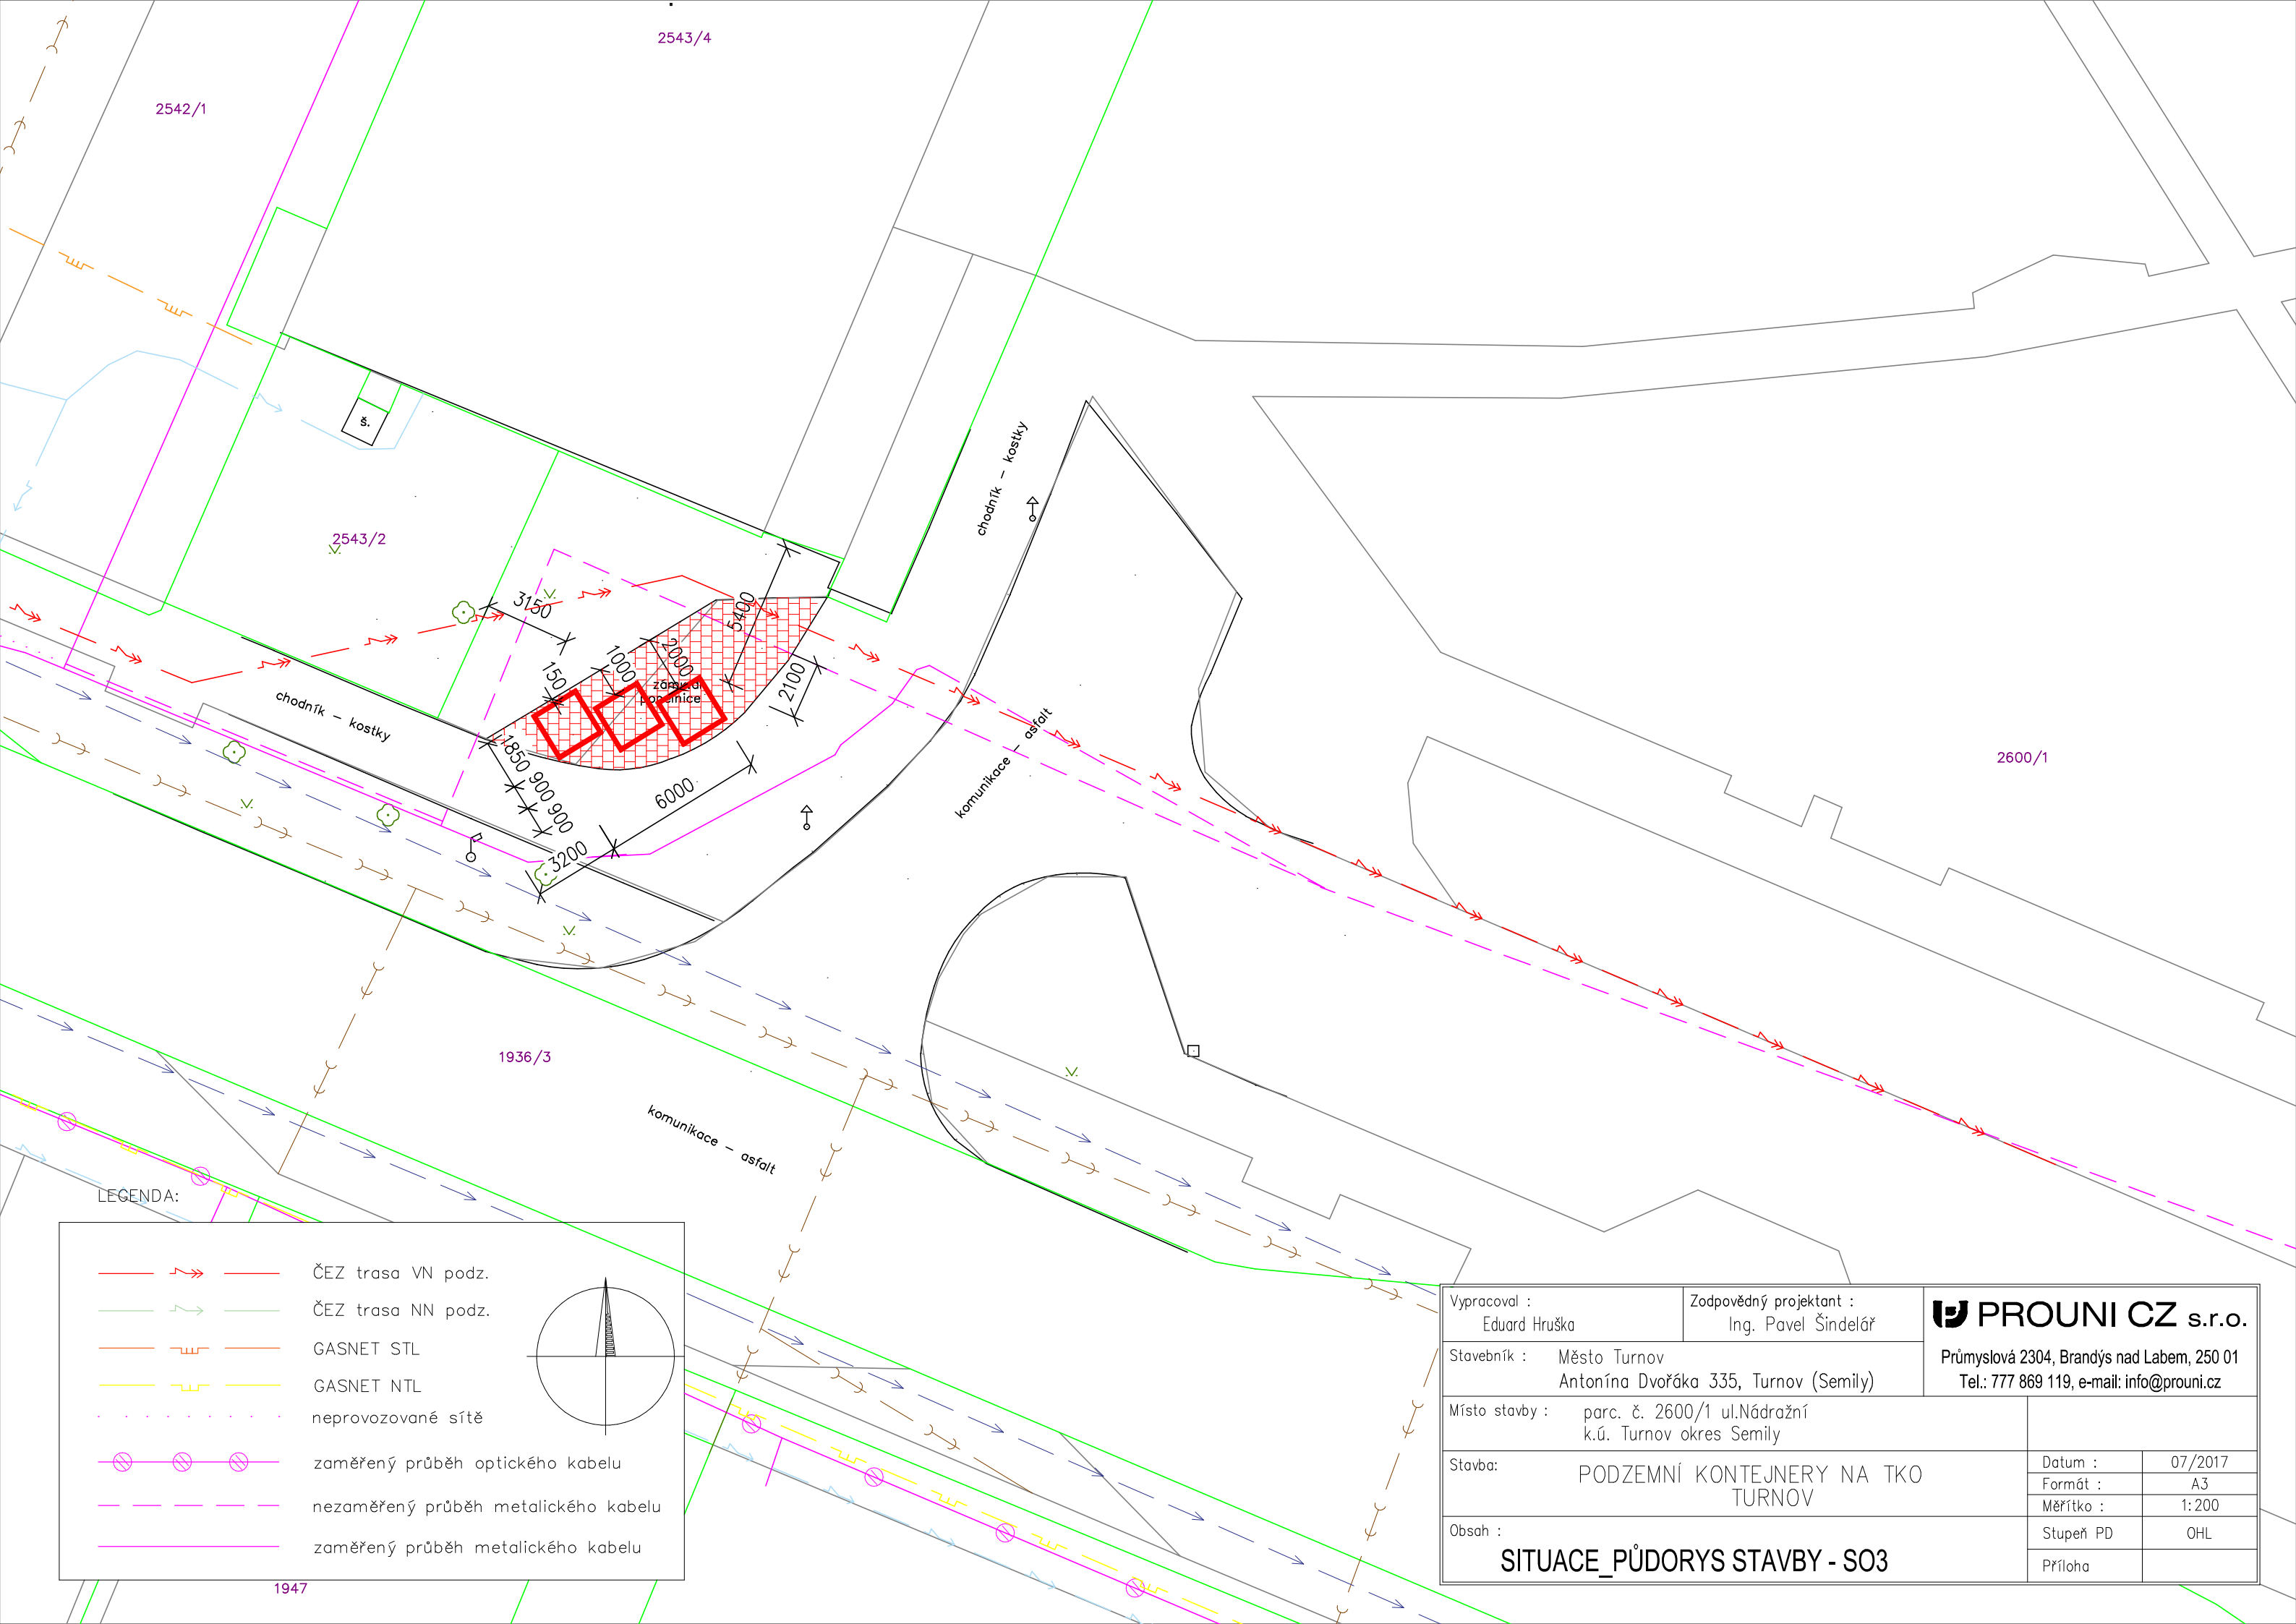 2543/4
2542/1
š.
chodník – kostky
2543/2
3150
5400
2000
1000
150
zámk.dl
popelnice
2100
chodník – kostky
komunikace – asfalt
2600/1
1850
900
900
6000
3200
1936/3
komunikace – asfalt
LEGENDA:
ČEZ trasa VN podz.
ČEZ trasa NN podz.
GASNET STL
GASNET NTL
neprovozované sítě
zaměřený průběh optického kabelu
nezaměřený průběh metalického kabelu
zaměřený průběh metalického kabelu
1947
Vypracoval :
Eduard Hruška
Zodpovědný projektant :
Ing. Pavel Šindelář
PROUNI CZ s.r.o.
Průmyslová 2304, Brandýs nad Labem, 250 01
Tel.: 777 869 119, e-mail: info@prouni.cz
Stavebník : Město Turnov
Antonína Dvořáka 335, Turnov (Semily)
Místo stavby : parc. č. 2600/1 ul.Nádražní
k.ú. Turnov okres Semily
Stavba: PODZEMNÍ KONTEJNERY NA TKO
TURNOV
Datum : 07/2017
Formát : A3
Měřítko : 1:200
Obsah :
SITUACE_PŮDORYS STAVBY - SO3
Stupeň PD OHL
Příloha